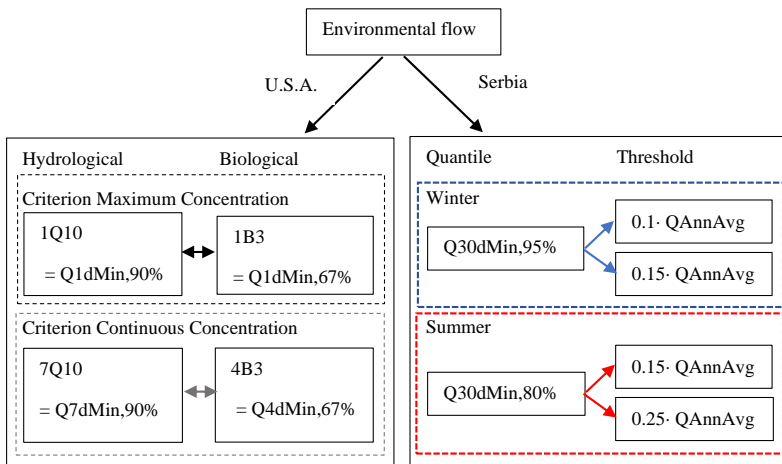 Environmental flow
U.S.A.
Serbia
Hydrological
Biological
Criterion Maximum Concentration
1Q10
= Q1dMin,90%
1B3
= Q1dMin,67%
Criterion Continuous Concentration
7Q10
= Q7dMin,90%
4B3
= Q4dMin,67%
Quantile
Threshold
Winter
Q30dMin,95%
0.1· QAnnAvg
0.15· QAnnAvg
Summer
Q30dMin,80%
0.15· QAnnAvg
0.25· QAnnAvg